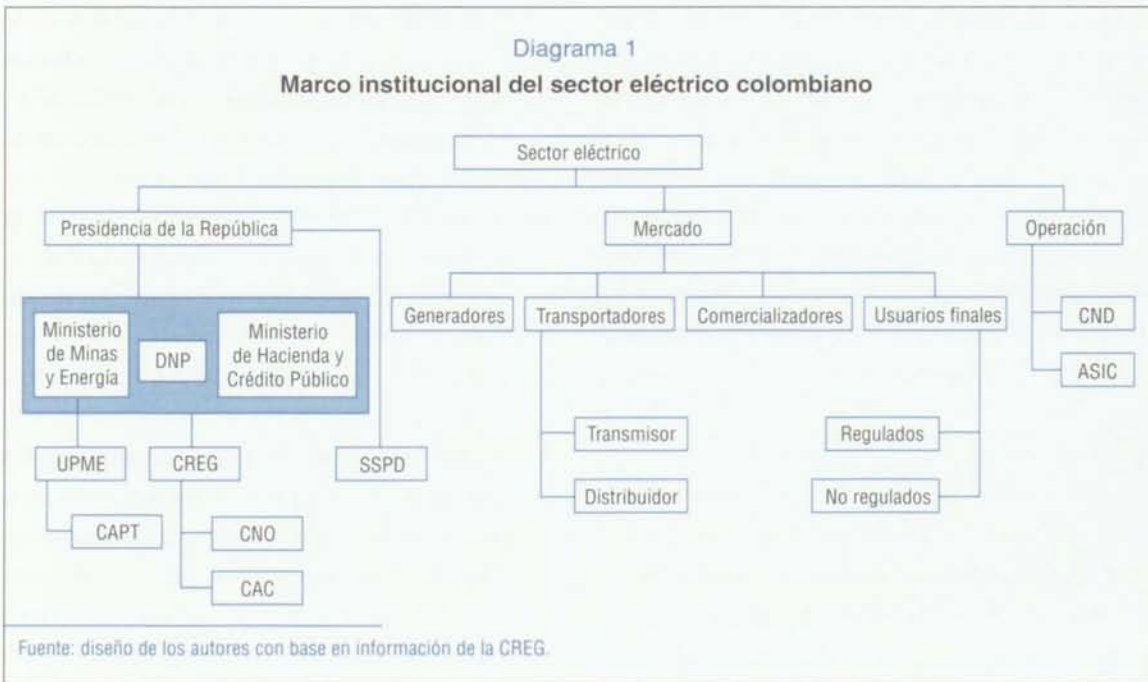 Diagrama 1
Marco institucional del sector eléctrico colombiano
Sector eléctrico
Presidencia de la República
Mercado
Operación
Ministerio
de Minas
y Energía
DNP
Ministerio
de Hacienda y
Crédito Público
Generadores
Transportadores
Comercializadores
Usuarios finales
CND
ASIC
UPME
CREG
SSPD
Transmisor
Distribuidor
Regulados
No regulados
CAPT
CNO
CAC
Fuente: diseño de los autores con base en información de la CREG.